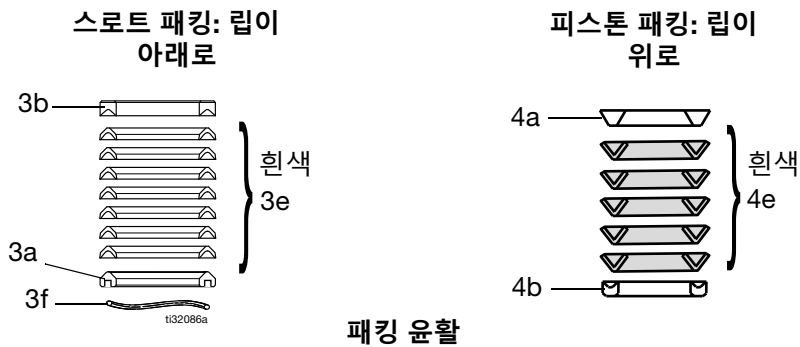 스로트 패킹: 립이
아래로
3b
흰색
3e
3a
3f
ti32086a
피스톤 패킹: 립이
위로
4a
흰색
4e
4b
패킹 윤활